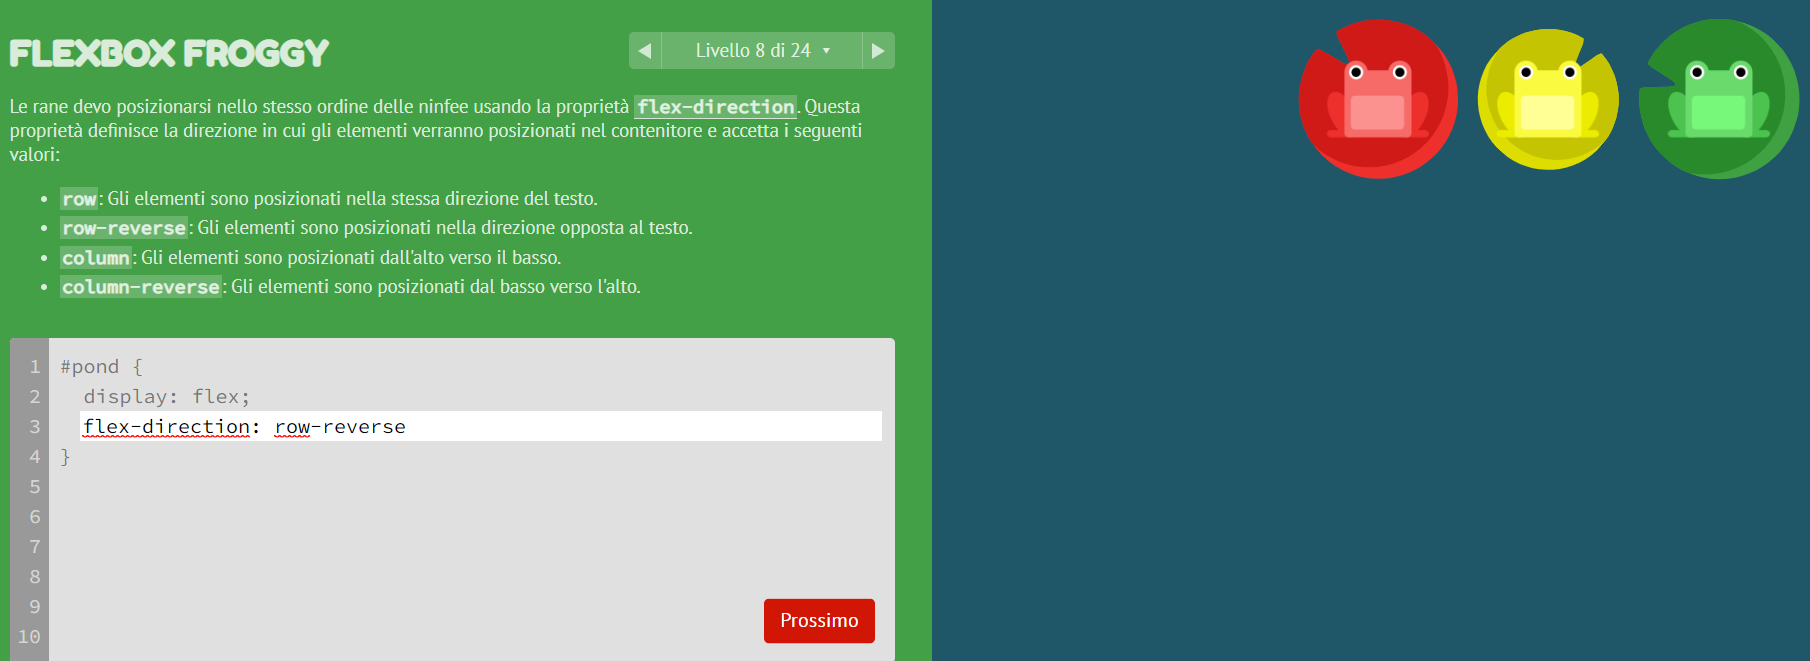 FLEXBOX FROGGY
◀ Livello 8 di 24 ▼ ▶
Le rane devo posizionarsi nello stesso ordine delle ninfee usando la proprietà flex-direction. Questa
proprietà definisce la direzione in cui gli elementi verranno posizionati nel contenitore e accetta i seguenti
valori:
• row: Gli elementi sono posizionati nella stessa direzione del testo.
• row-reverse: Gli elementi sono posizionati nella direzione opposta al testo.
• column: Gli elementi sono posizionati dall'alto verso il basso.
• column-reverse: Gli elementi sono posizionati dal basso verso l'alto.
1 #pond {
2 display: flex;
3 flex-direction: row-reverse
4 }
5
6
7
8
9
10
Prossimo